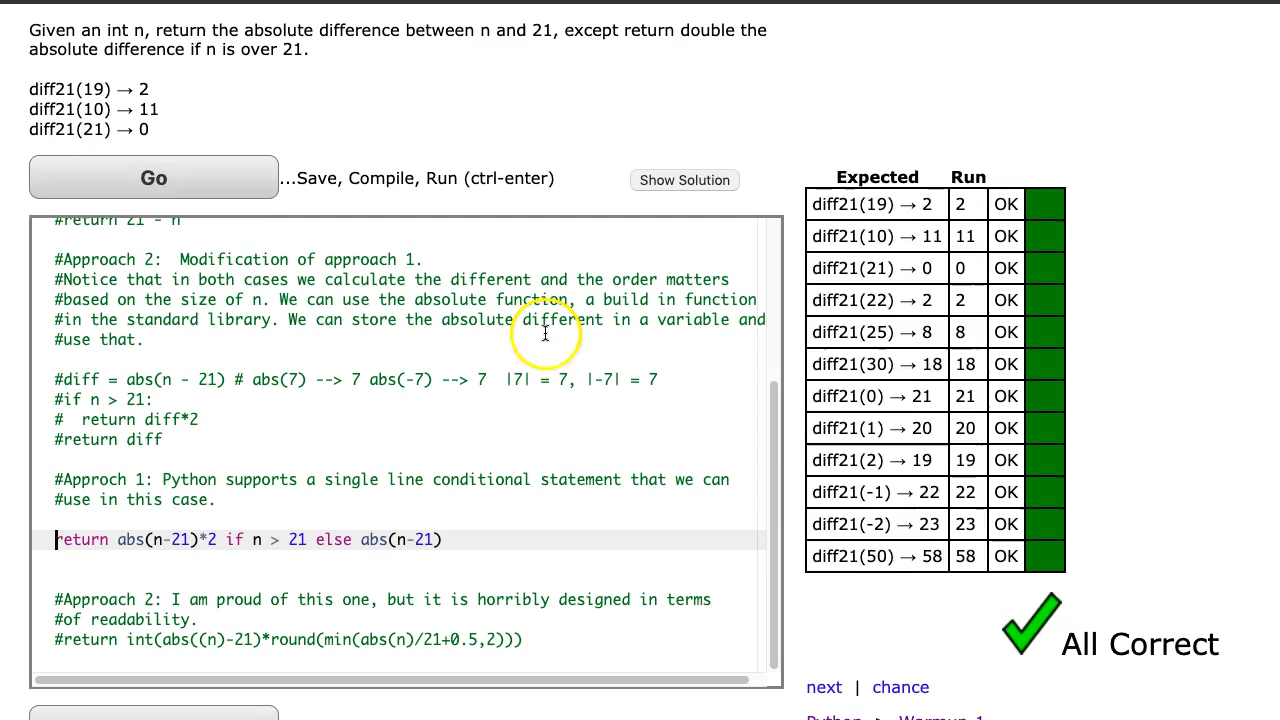 Given an int n, return the absolute difference between n and 21, except return double the
absolute difference if n is over 21.
diff21(19) → 2
diff21(10) → 11
diff21(21) → 0
Go
...Save, Compile, Run (ctrl-enter)
Show Solution
#return 21 - n
#Approach 2:  Modification of approach 1.
#Notice that in both cases we calculate the different and the order matters
#based on the size of n. We can use the absolute function, a build in function
#in the standard library. We can store the absolute different in a variable and
#use that.
#diff = abs(n - 21) # abs(7) --> 7 abs(-7) --> 7  |7| = 7, |-7| = 7
#if n > 21:
#  return diff*2
#return diff
#Approch 1: Python supports a single line conditional statement that we can
#use in this case.
return abs(n-21)*2 if n > 21 else abs(n-21)
#Approach 2: I am proud of this one, but it is horribly designed in terms
#of readability.
#return int(abs((n)-21)*round(min(abs(n)/21+0.5,2)))
Expected Run
diff21(19) → 2 2 OK
diff21(10) → 11 11 OK
diff21(21) → 0 0 OK
diff21(22) → 2 2 OK
diff21(25) → 8 8 OK
diff21(30) → 18 18 OK
diff21(0) → 21 21 OK
diff21(1) → 20 20 OK
diff21(2) → 19 19 OK
diff21(-1) → 22 22 OK
diff21(-2) → 23 23 OK
diff21(50) → 58 58 OK
All Correct
next | chance
Python > Warmup-1